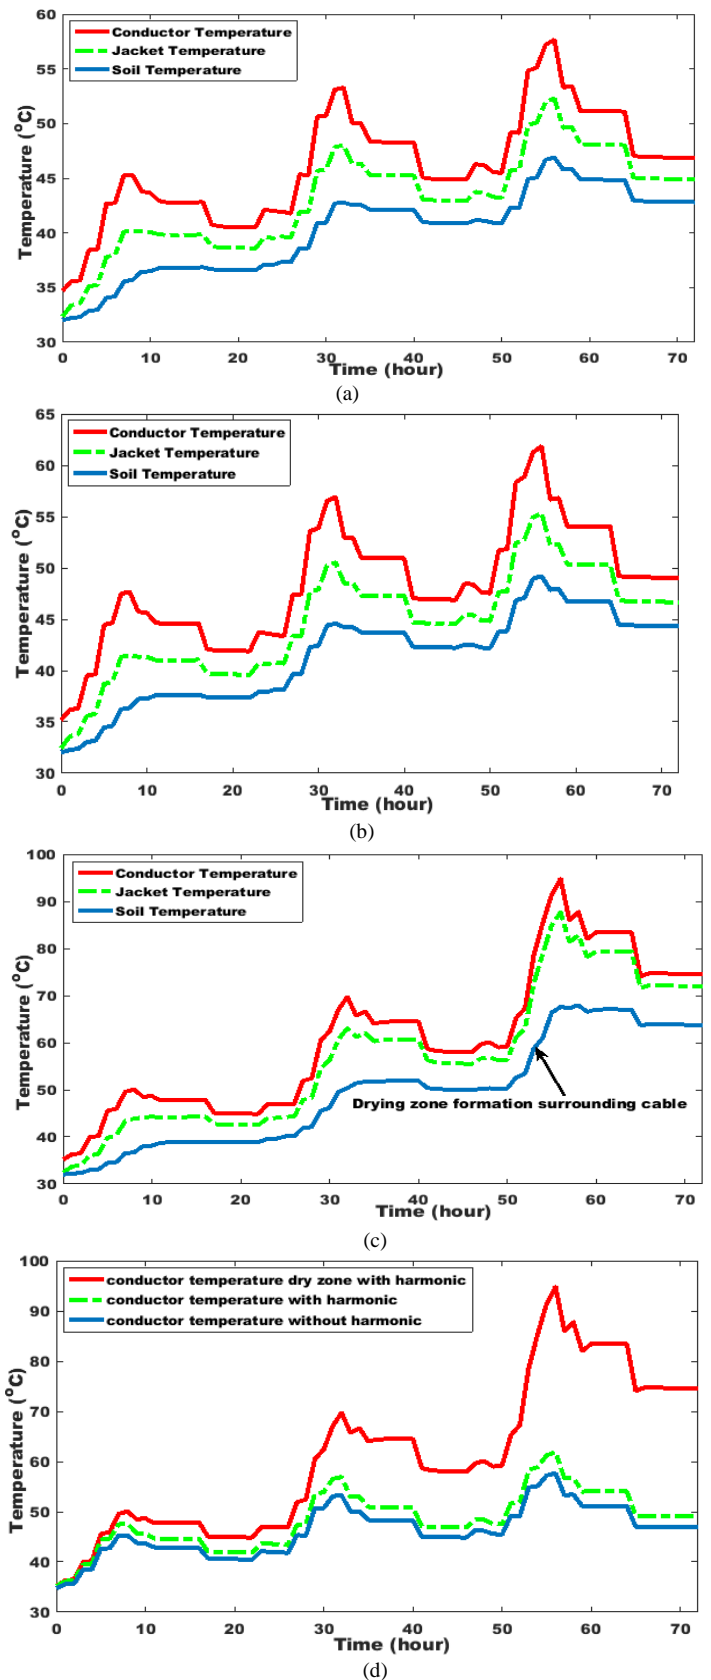 60
55
50
45
40
35
30
Temperature (°C)
Conductor Temperature
Jacket Temperature
Soil Temperature
0 10 20 30 40 50 60 70
Time (hour)
(a)
65
60
55
50
45
40
35
30
Temperature (°C)
Conductor Temperature
Jacket Temperature
Soil Temperature
0 10 20 30 40 50 60 70
Time (hour)
(b)
100
90
80
70
60
50
40
30
Temperature (°C)
Conductor Temperature
Jacket Temperature
Soil Temperature
Drying zone formation surrounding cable
0 10 20 30 40 50 60 70
Time (hour)
(c)
100
90
80
70
60
50
40
30
Temperature (°C)
conductor temperature dry zone with harmonic
conductor temperature with harmonic
conductor temperature without harmonic
0 10 20 30 40 50 60 70
Time (hour)
(d)